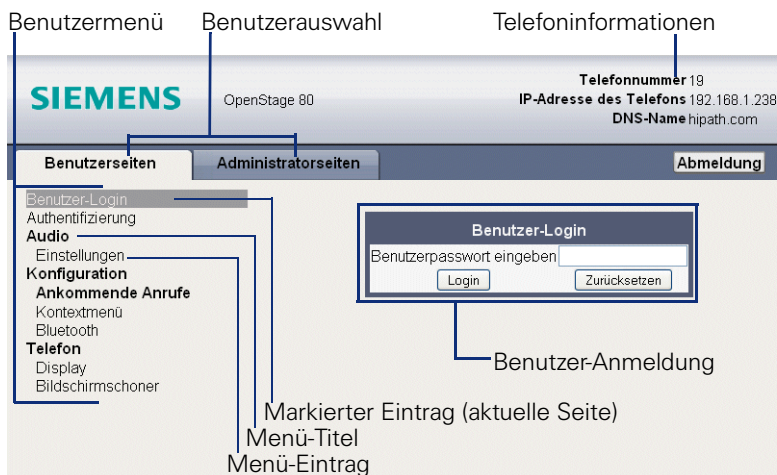 Benutzermenü Benutzerauswahl Telefoninformationen
SIEMENS OpenStage 80
Telefonnummer 19
IP-Adresse des Telefons 192.168.1.238
DNS-Name hipath.com
Benutzerseiten Administratorseiten Abmeldung
Benutzer-Login
Authentifizierung
Audio
Einstellungen
Konfiguration
Ankommende Anrufe
Kontextmenü
Bluetooth
Telefon
Display
Bildschirmschoner
Benutzer-Login
Benutzerpasswort eingeben
Login Zurücksetzen
Benutzer-Anmeldung
Markierter Eintrag (aktuelle Seite)
Menü-Titel
Menü-Eintrag